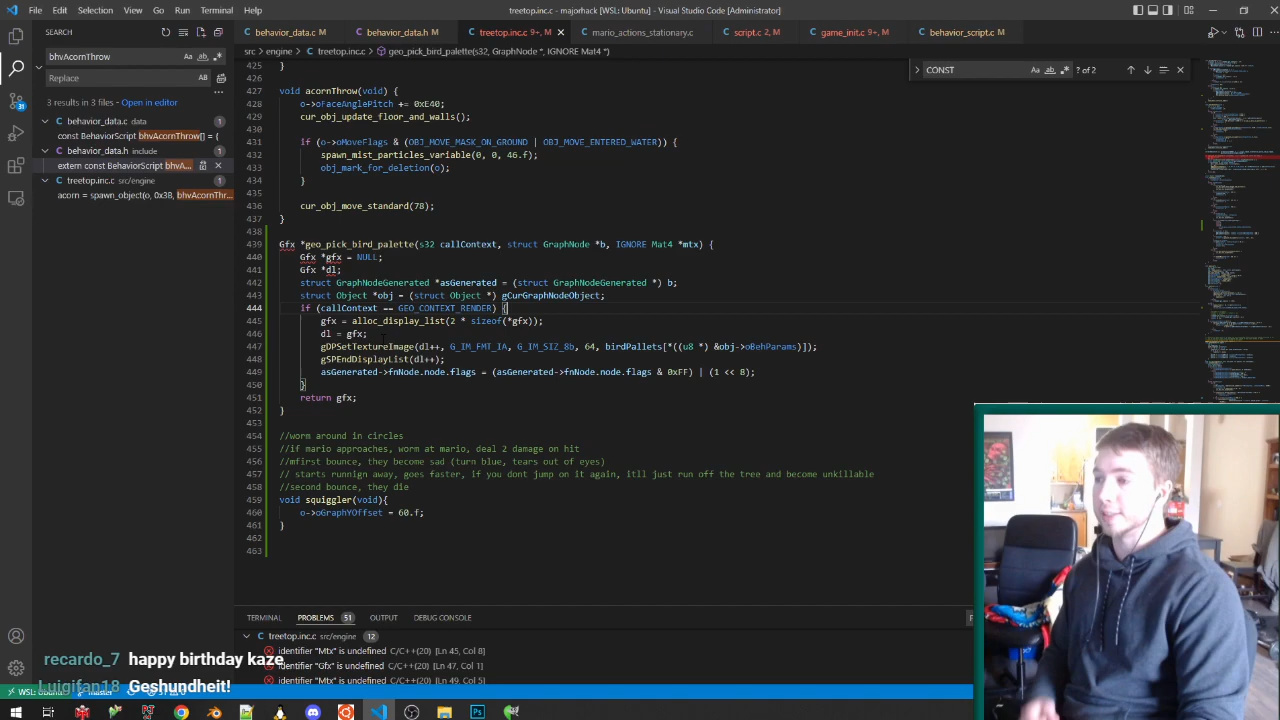 File Edit Selection View Go Run Terminal Help
treetop.inc.c - majorhack [WSL: Ubuntu] - Visual Studio Code [Administrator]
SEARCH
behavior_data.c M
behavior_data.h M
treetop.inc.c 9+, M
mario_actions_stationary.c
script.c 2, M
game_init.c 9+, M
behavior_script.c M
src > engine > treetop.inc.c > geo_pick_bird_palette(s32, GraphNode *, IGNORE Mat4 *)
bhvAcornThrow
Replace
3 results in 3 files - Open in editor
behavior_data.c data 1
const BehaviorScript bhvAcornThrow[] = {
behavior_data.h include 1
extern const BehaviorScript bhvA...
treetop.inc.c src/engine 1
acorn = spawn_object(o, 0x38, bhvAcornThr...
CONST
? of 2
425 }
426
427 void acornThrow(void) {
428 o->oFaceAnglePitch += 0xE40;
429 cur_obj_update_floor_and_walls();
430
431 if (o->oMoveFlags & (OBJ_MOVE_MASK_ON_GROUND | OBJ_MOVE_ENTERED_WATER)) {
432
433 obj_mark_for_deletion(o);
434 }
435
436 cur_obj_move_standard(78);
437 }
438
439 Gfx *geo_pick_bird_palette(s32 callContext, struct GraphNode *b, IGNORE Mat4 *mtx) {
440 Gfx *gfx = NULL;
441 Gfx *dl;
442 struct GraphNodeGenerated *asGenerated = (struct GraphNodeGenerated *) b;
443 struct Object *obj = (struct Object *) gCurGraphNodeObject;
444 if (callContext == GEO_CONTEXT_RENDER) {
445 gfx = alloc_display_list(2 * sizeof(*gfx));
446 dl = gfx;
447 gDPSetTextureImage(dl++, G_IM_FMT_IA, G_IM_SIZ_8b, 64, birdPallets[*((u8 *) &obj->oBehParams)]);
448 gSPEndDisplayList(dl++);
449 asGenerated->fnNode.node.flags = (asGenerated->fnNode.node.flags & 0xFF) | (1 << 8);
450 }
451 return gfx;
452 }
453
454 //worm around in circles
455 //if mario approaches, worm at mario, deal 2 damage on hit
456 //mfirst bounce, they become sad (turn blue, tears out of eyes)
457 // starts runnign away, goes faster, if you dont jump on it again, itll just run off the tree and become unkillable
458 //second bounce, they die
459 void squiggler(void){
460 o->oGraphYOffset = 60.f;
461 }
462
463
TERMINAL PROBLEMS 51 OUTPUT DEBUG CONSOLE
treetop.inc.c src/engine 12
identifier "Mtx" is undefined C/C++(20) [Ln 45, Col 8]
identifier "Gfx" is undefined C/C++(20) [Ln 47, Col 1]
identifier "Mtx" is undefined C/C++(20) [Ln 49, Col 5]
recardo_7 happy birthday kaze
Luigifan18 Geshundheit!
WSL: Ubuntu